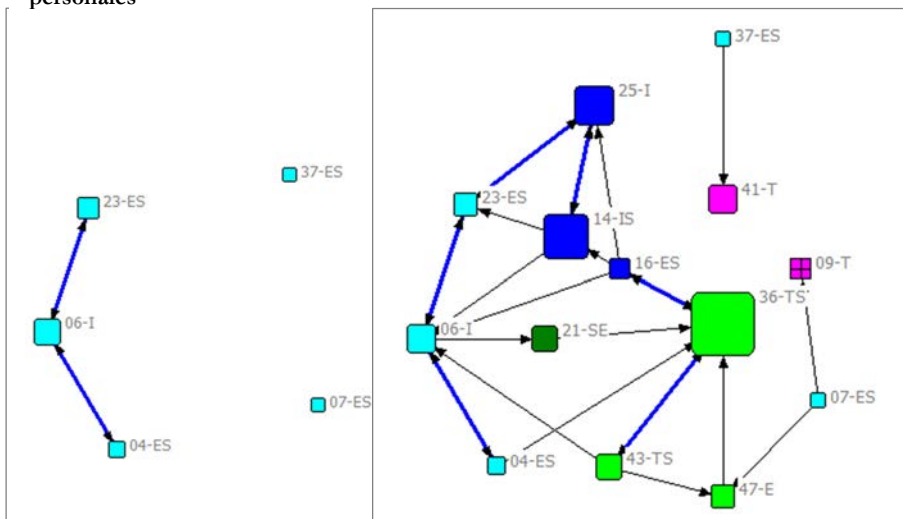 personales
37-ES
23-ES
06-I
07-ES
04-ES
37-ES
25-I
41-T
23-ES
14-IS
16-ES
09-T
36-TS
06-I
21-SE
07-ES
04-ES
43-TS
47-E